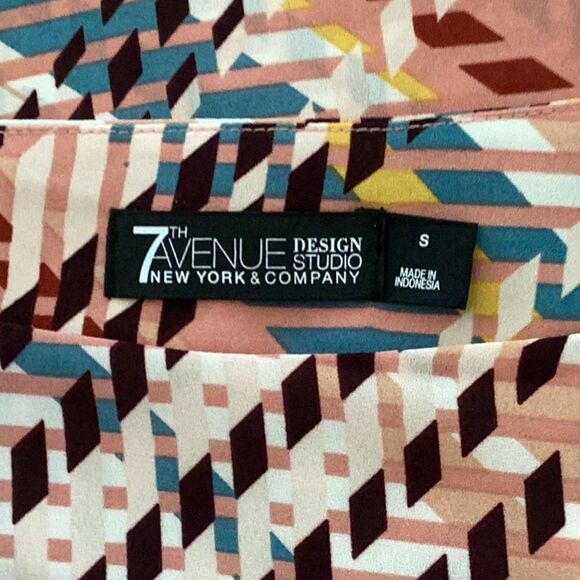 7TH AVENUE DESIGN STUDIO
NEW YORK & COMPANY
S
MADE IN
INDONESIA